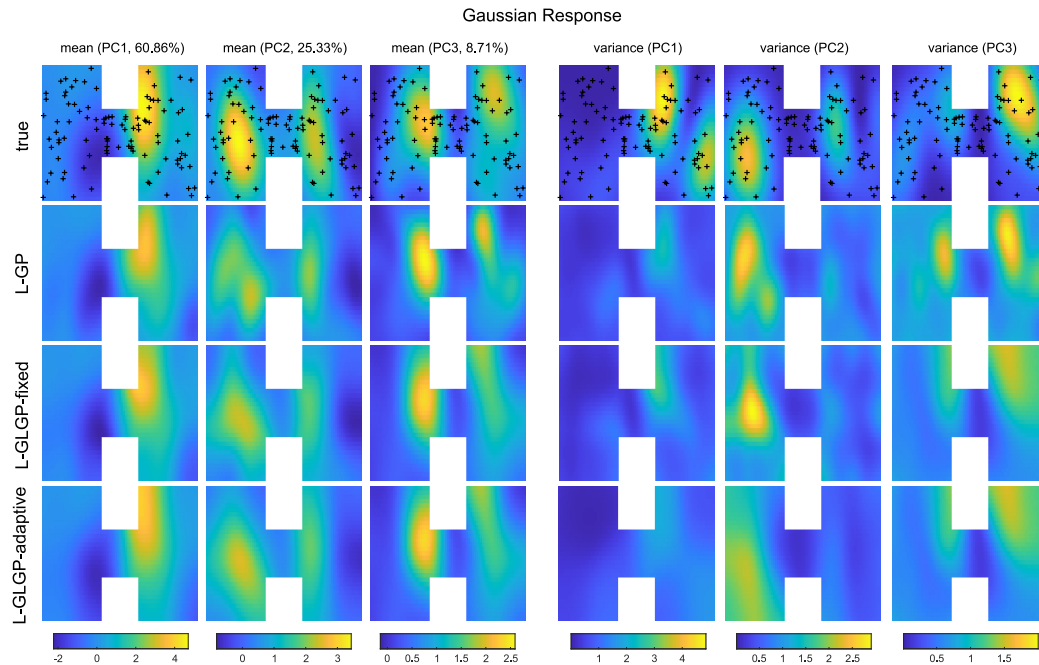 Gaussian Response
mean (PC1, 60.86%) mean (PC2, 25.33%) mean (PC3, 8.71%) variance (PC1) variance (PC2) variance (PC3)
true
L-GP
L-GLGP-fixed
L-GLGP-adaptive
-2 0 2 4 0 1 2 3 0 0.5 1 1.5 2 2.5 1 2 3 4 0.5 1 1.5 2 2.5 0.5 1 1.5